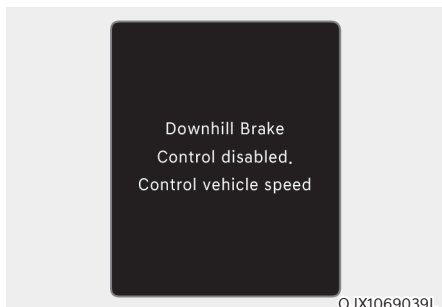 Downhill Brake
Control disabled.
Control vehicle speed
OJX1069039L